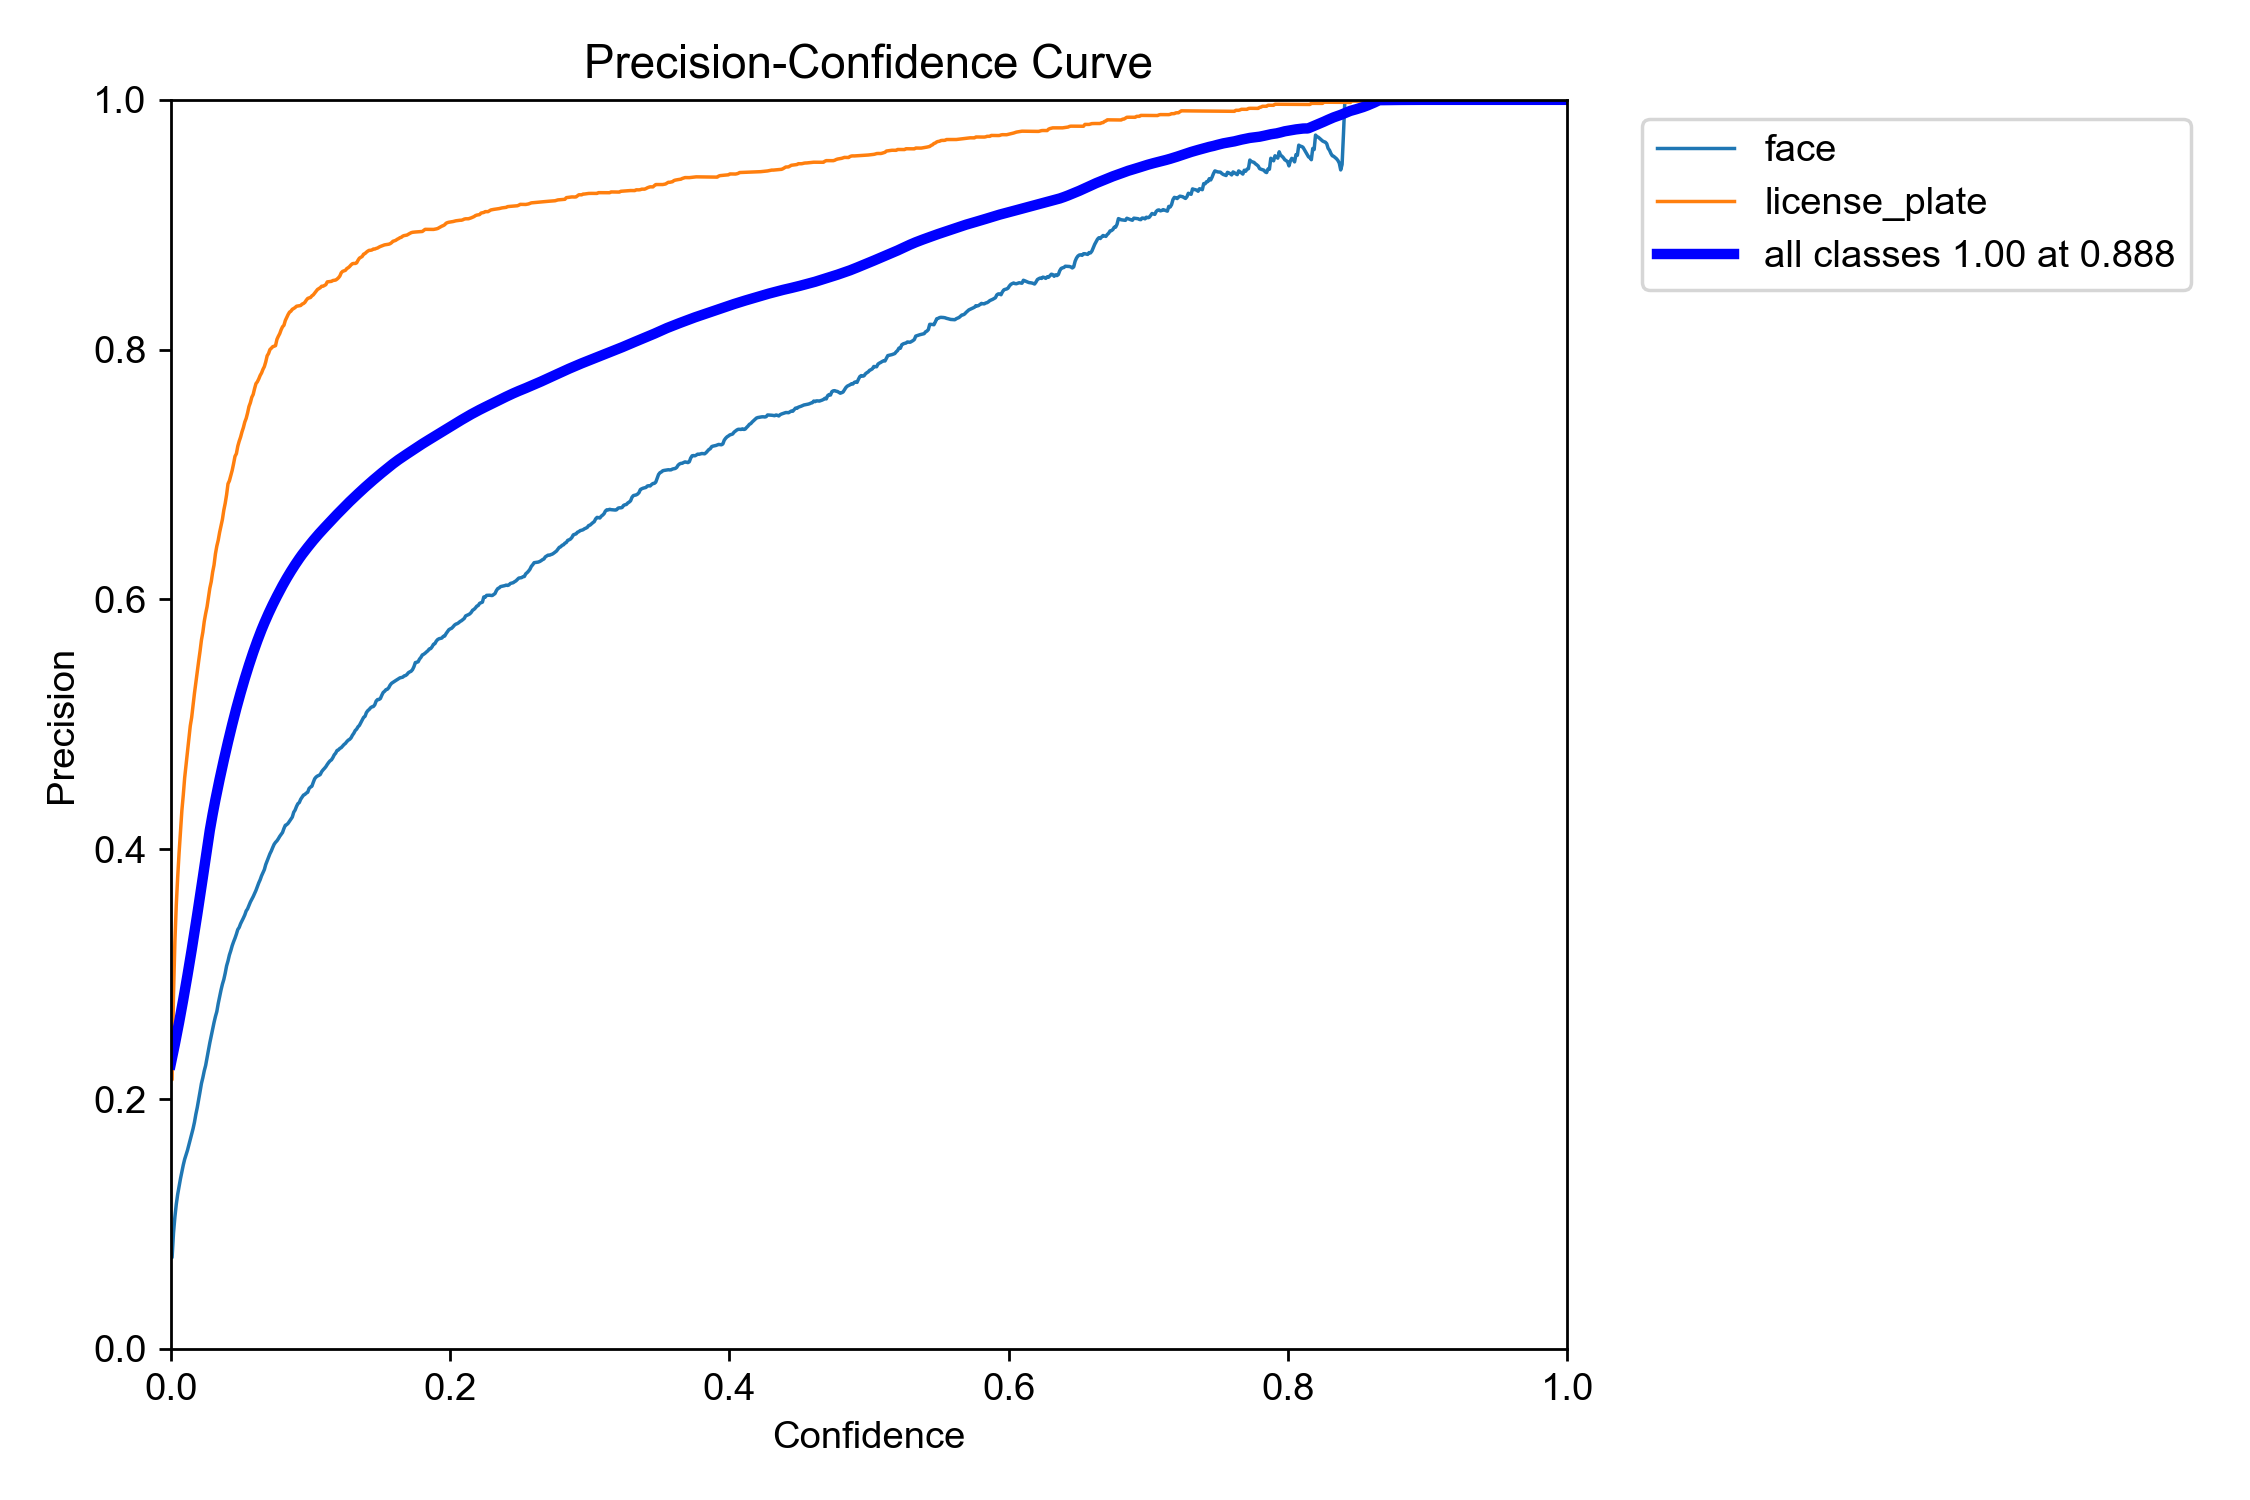 Precision-Confidence Curve
1.0
0.8
0.6
0.4
0.2
0.0
Precision
0.0 0.2 0.4 0.6 0.8 1.0
Confidence
face
license_plate
all classes 1.00 at 0.888